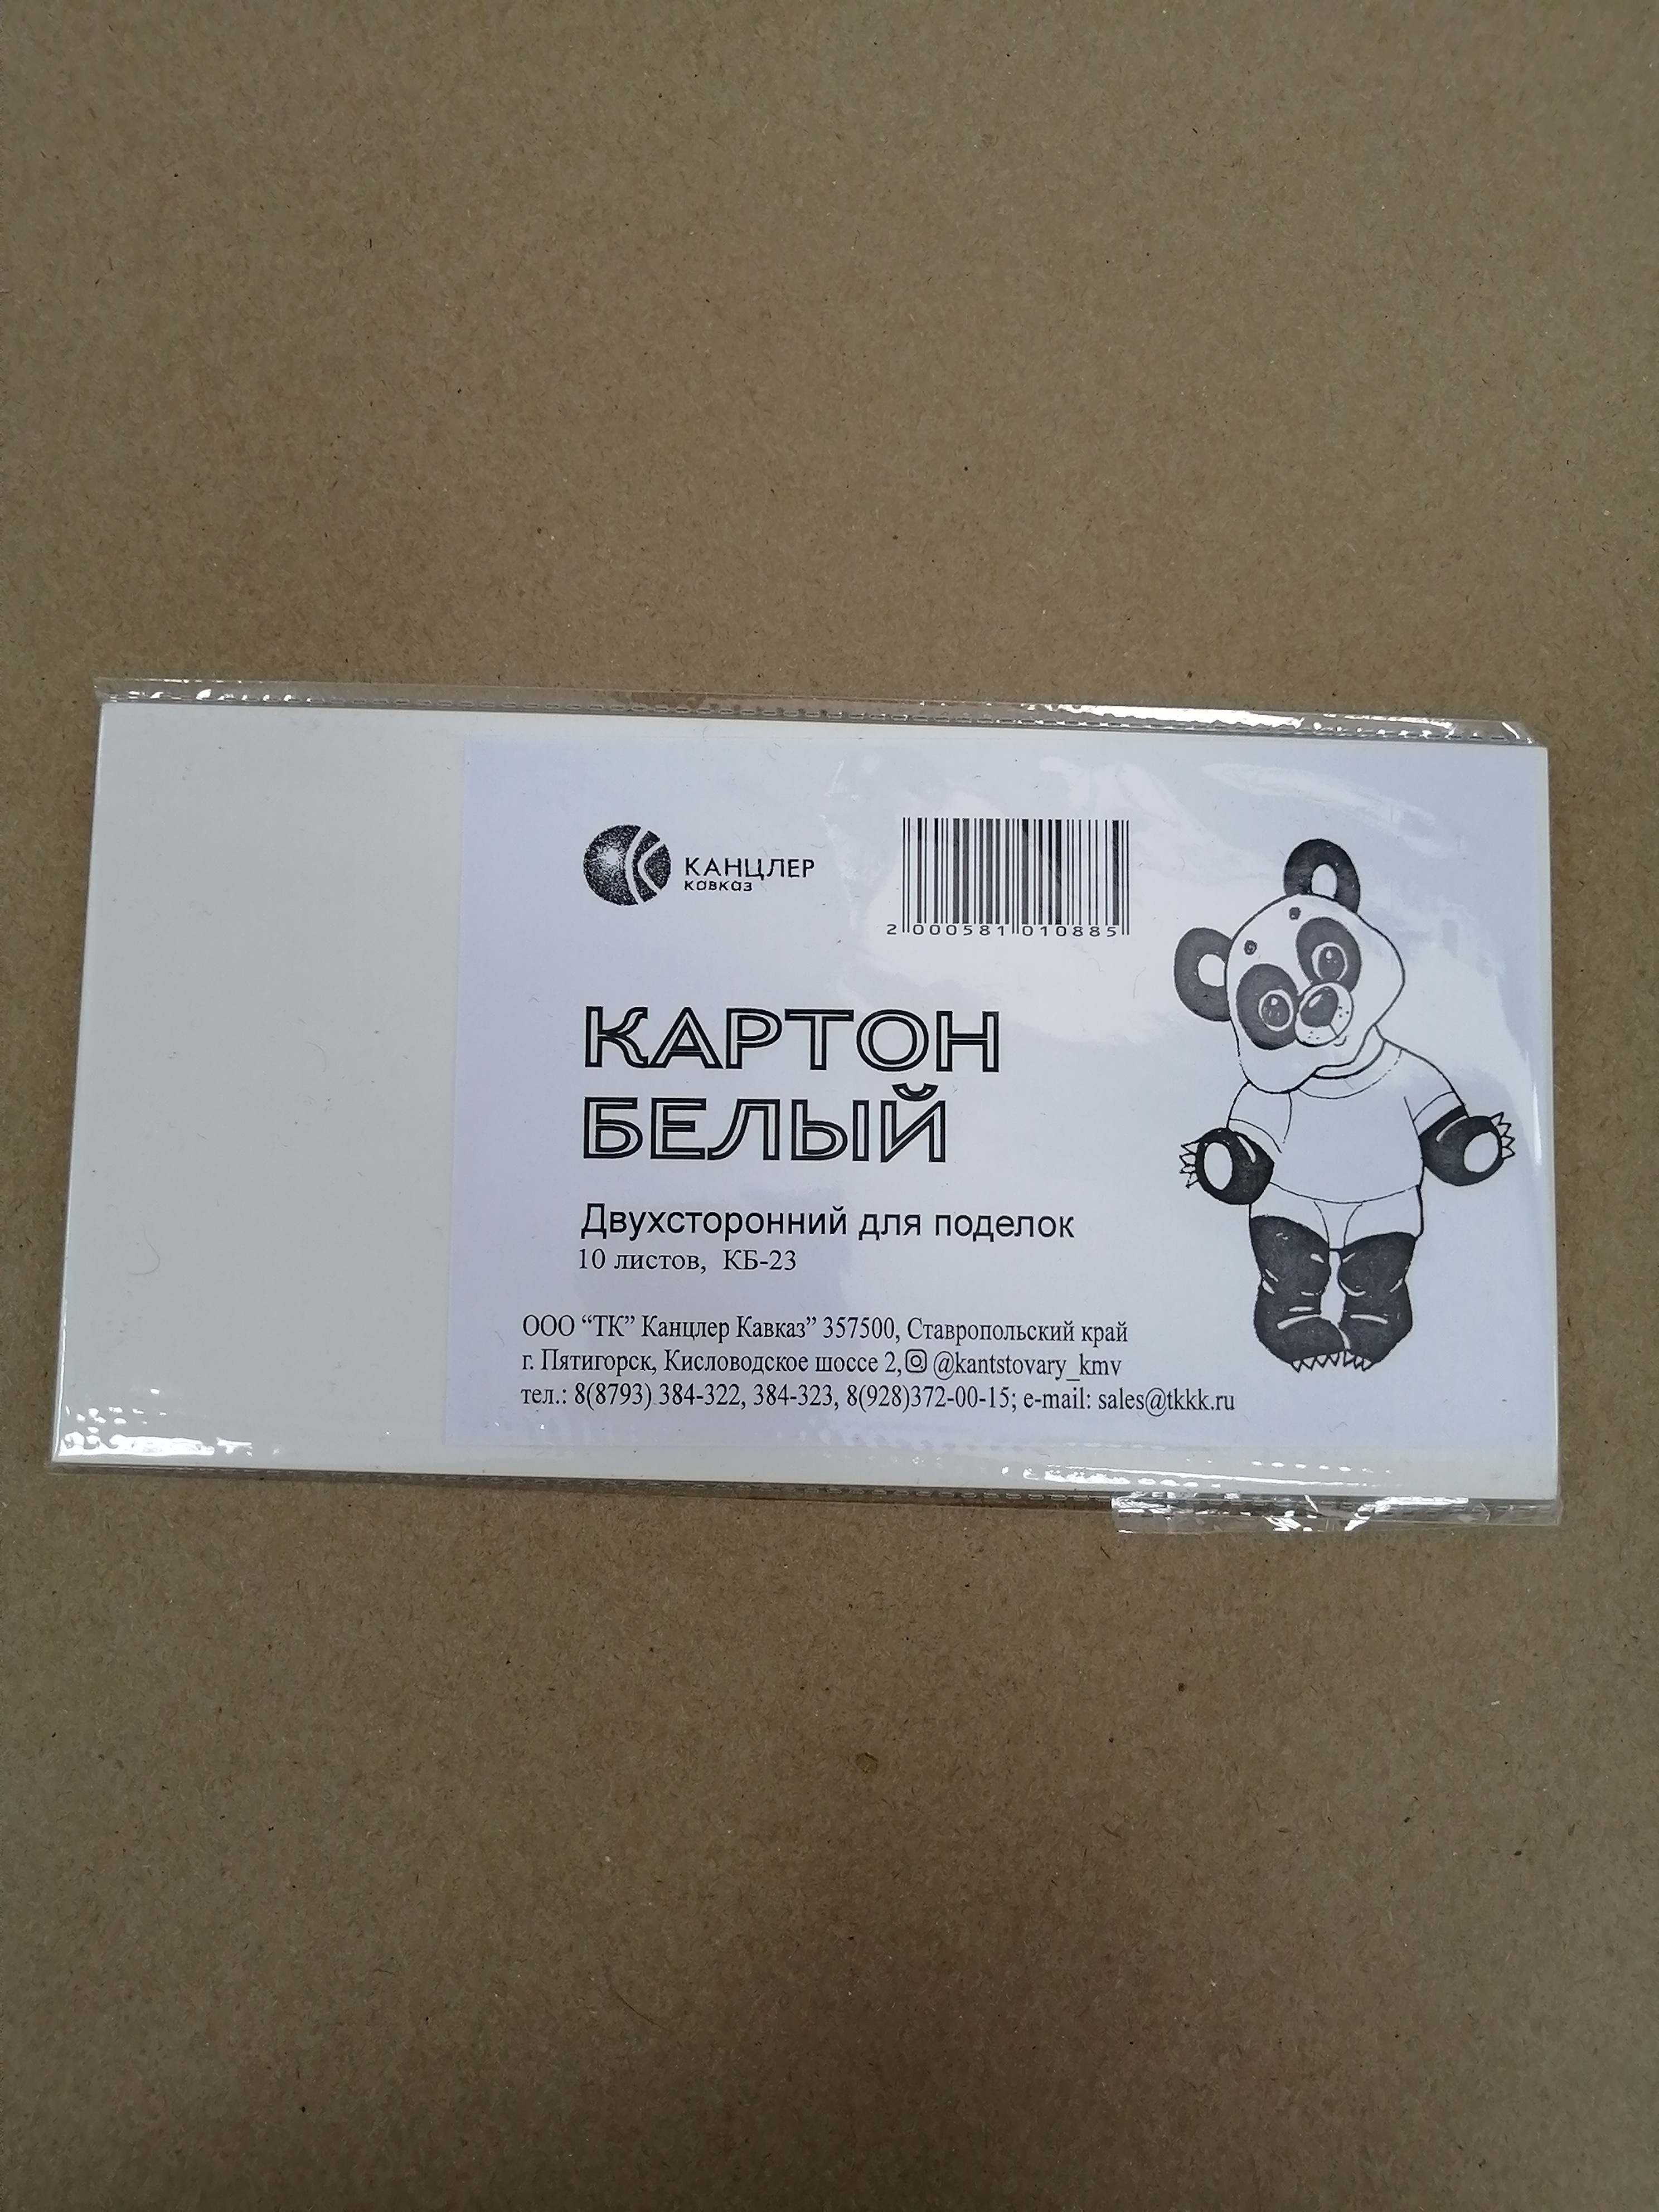 КАНЦЛЕР
кавказ
2 000581 010885
КАРТОН
БЕЛЫЙ
Двухсторонний для поделок
10 листов, КБ-23
ООО “ТК” Канцлер Кавказ” 357500, Ставропольский край
г. Пятигорск, Кисловодское шоссе 2, @kantstovary_kmv
тел.: 8(8793) 384-322, 384-323, 8(928)372-00-15; e-mail: sales@tkkk.ru